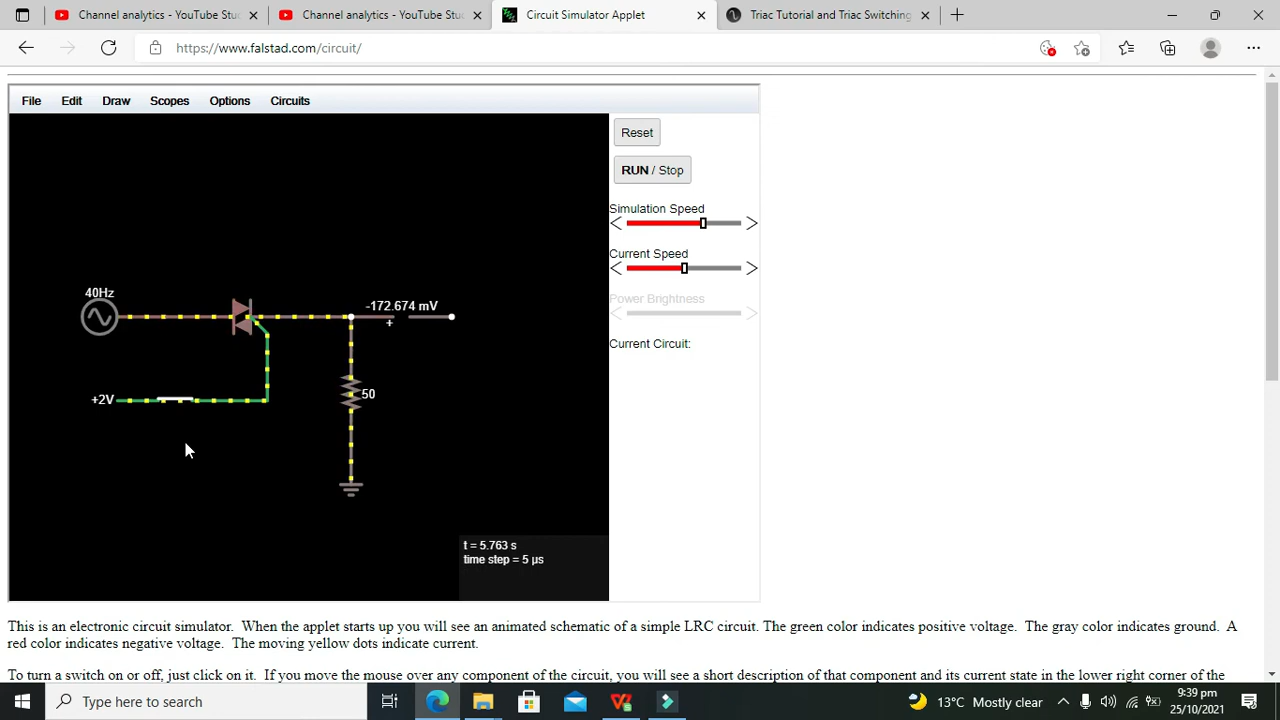 Channel analytics - YouTube Stu
Channel analytics - YouTube Stu
Circuit Simulator Applet
Triac Tutorial and Triac Switching
https://www.falstad.com/circuit/
File Edit Draw Scopes Options Circuits
Reset
RUN / Stop
Simulation Speed
Current Speed
Power Brightness
Current Circuit:
40Hz
-172.674 mV
+
+2V
50
t = 5.763 s
time step = 5 µs
This is an electronic circuit simulator. When the applet starts up you will see an animated schematic of a simple LRC circuit. The green color indicates positive voltage. The gray color indicates ground. A
red color indicates negative voltage. The moving yellow dots indicate current.
To turn a switch on or off, just click on it. If you move the mouse over any component of the circuit, you will see a short description of that component and its current state in the lower right corner of the
Type here to search
13°C Mostly clear
9:39 pm
25/10/2021